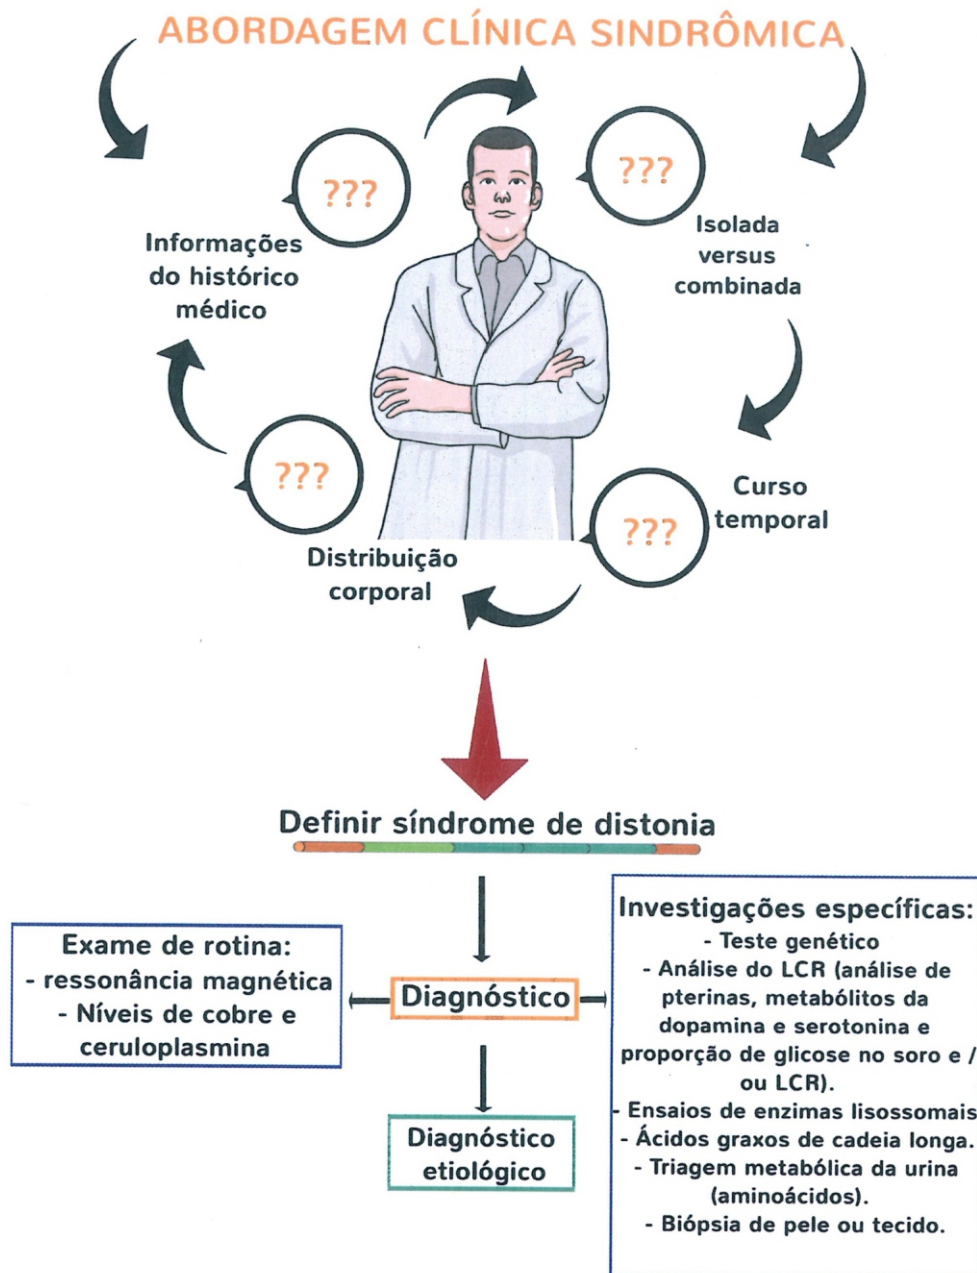 ABORDAGEM CLÍNICA SINDRÔMICA
???
Informações
do histórico
médico
???
Isolada
versus
combinada
???
Distribuição
corporal
???
Curso
temporal
Definir síndrome de distonia
Exame de rotina:
- ressonância magnética
- Níveis de cobre e
ceruloplasmina
Diagnóstico
Diagnóstico
etiológico
Investigações específicas:
- Teste genético
- Análise do LCR (análise de
pterinas, metabólitos da
dopamina e serotonina e
proporção de glicose no soro e /
ou LCR).
- Ensaios de enzimas lisossomais
- Ácidos graxos de cadeia longa.
- Triagem metabólica da urina
(aminoácidos).
- Biópsia de pele ou tecido.